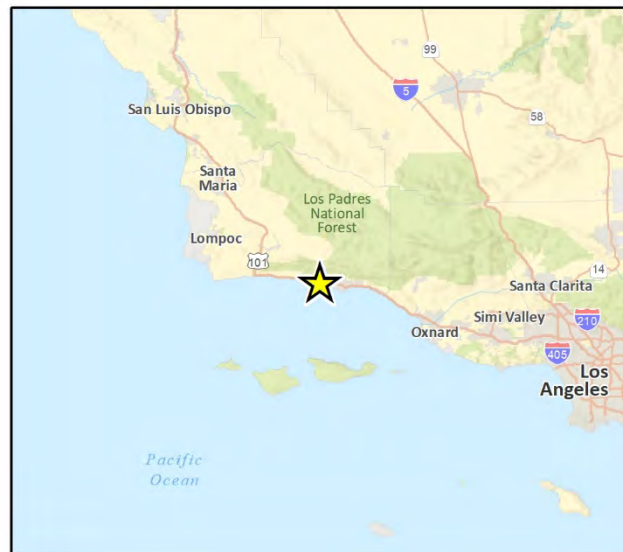 99
5
58
San Luis Obispo
Santa
Maria
Los Padres
National
Forest
Lompoc
101
14
Santa Clarita
Simi Valley
210
Oxnard
405
Los
Angeles
Pacific
Ocean